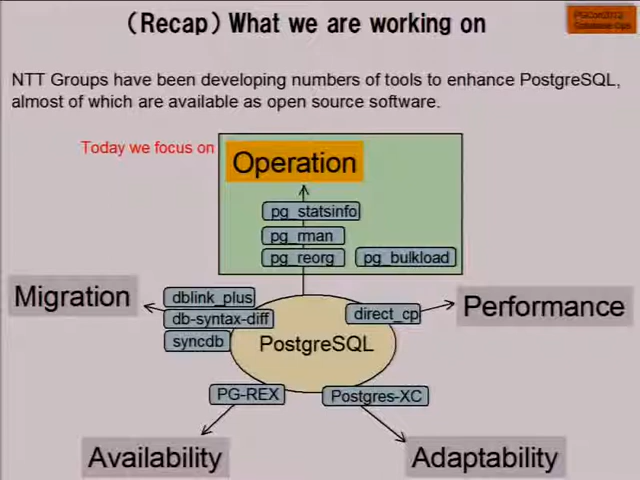 (Recap) What we are working on
PGCon2012
NTT Groups have been developing numbers of tools to enhance PostgreSQL,
almost of which are available as open source software.
Today we focus on
Operation
pg_statsinfo
pg_rman
pg_reorg
pg_bulkload
Migration
dblink_plus
db-syntax-diff
syncdb
direct_cp
Performance
PostgreSQL
PG-REX
Postgres-XC
Availability
Adaptability